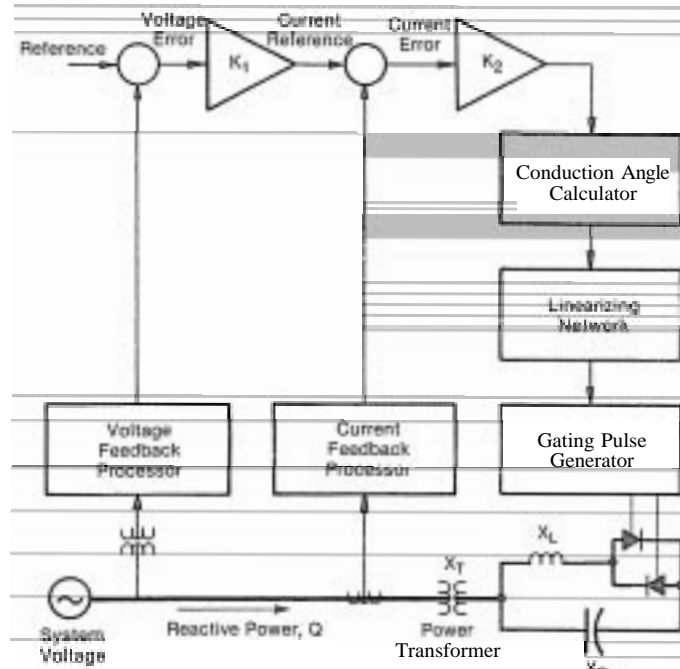 Voltage
Error
Current
Reference
Current
Error
Reference
K1
K2
Conduction Angle
Calculator
Linearizing
Network
Voltage
Feedback
Processor
Current
Feedback
Processor
Gating Pulse
Generator
XL
XT
Reactive Power, Q
Power
Transformer
System
Voltage